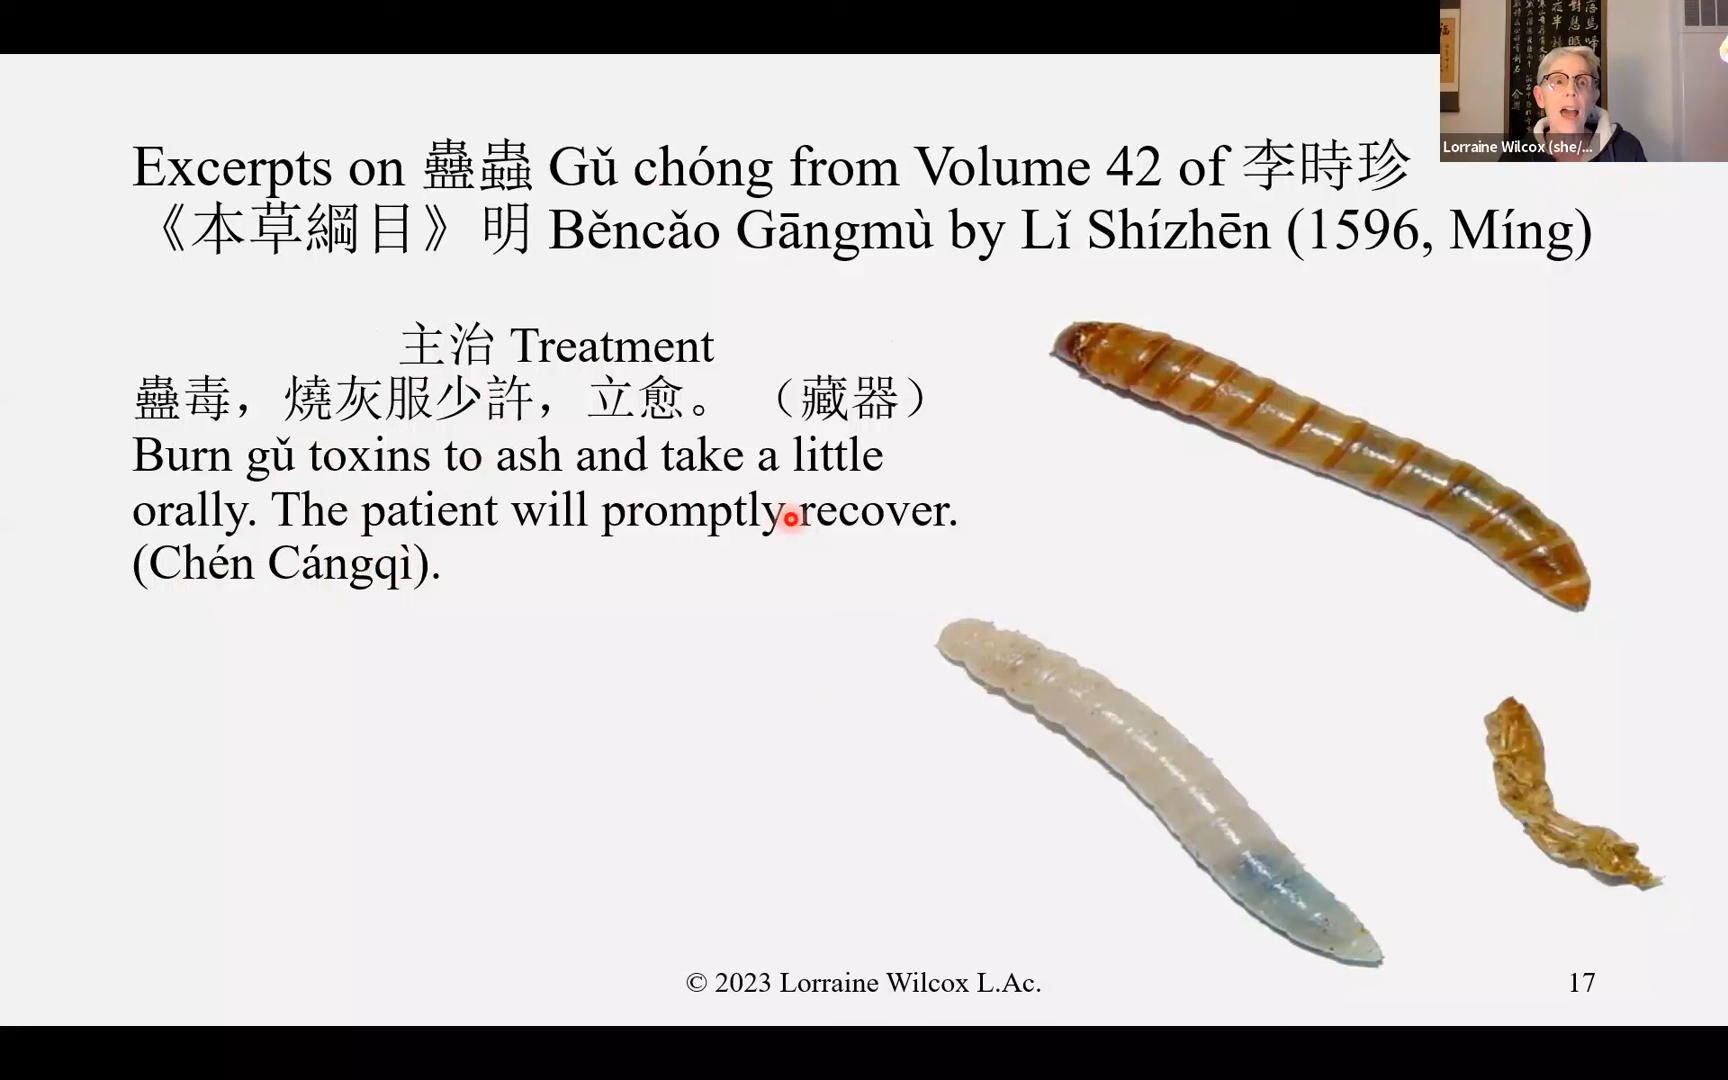 Excerpts on 蠱蟲 Gǔ chóng from Volume 42 of 李時珍
《本草綱目》明 Běncǎo Gāngmù by Lǐ Shízhēn (1596, Míng)
主治 Treatment
蠱毒，燒灰服少許，立愈。（藏器）
Burn gǔ toxins to ash and take a little
orally. The patient will promptly recover.
(Chén Cángqì).
© 2023 Lorraine Wilcox L.Ac.
17
Lorraine Wilcox (she/...